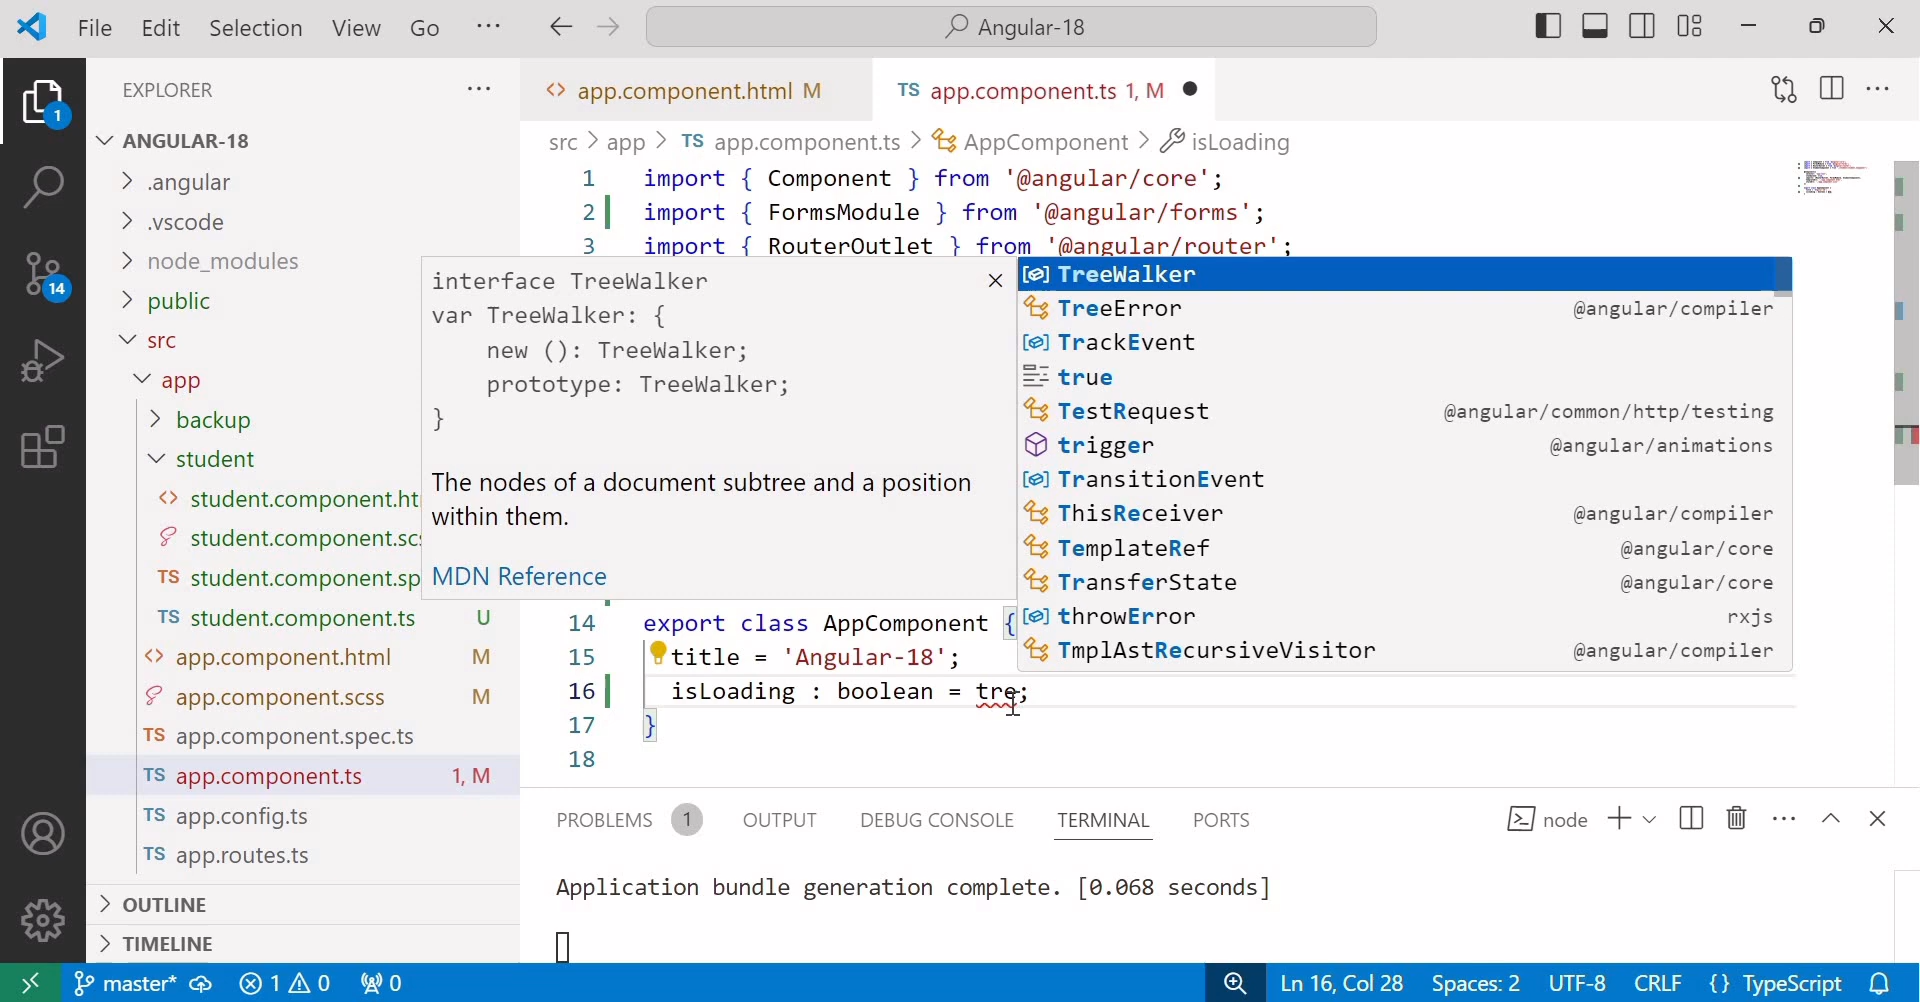 File Edit Selection View Go ··· Angular-18
EXPLORER ···
ANGULAR-18
.angular
.vscode
node_modules
public
src
app
backup
student
student.component.ht
student.component.sc
TS student.component.sp
TS student.component.ts U
app.component.html M
app.component.scss M
TS app.component.spec.ts
TS app.component.ts 1, M
TS app.config.ts
TS app.routes.ts
OUTLINE
TIMELINE
1
14
<> app.component.html M
TS app.component.ts 1, M
src > app > TS app.component.ts > AppComponent > isLoading
1 import { Component } from '@angular/core';
2 import { FormsModule } from '@angular/forms';
3 import { RouterOutlet } from '@angular/router';
interface TreeWalker
var TreeWalker: {
new (): TreeWalker;
prototype: TreeWalker;
}
The nodes of a document subtree and a position
within them.
MDN Reference
TreeWalker
TreeError @angular/compiler
TrackEvent
true
TestRequest @angular/common/http/testing
trigger @angular/animations
TransitionEvent
ThisReceiver @angular/compiler
TemplateRef @angular/core
TransferState @angular/core
throwError rxjs
TmplAstRecursiveVisitor @angular/compiler
14 export class AppComponent {
15 title = 'Angular-18';
16 isLoading : boolean = tre;
17 }
18
PROBLEMS 1 OUTPUT DEBUG CONSOLE TERMINAL PORTS node
Application bundle generation complete. [0.068 seconds]
master* 1 0 0 Ln 16, Col 28 Spaces: 2 UTF-8 CRLF {} TypeScript